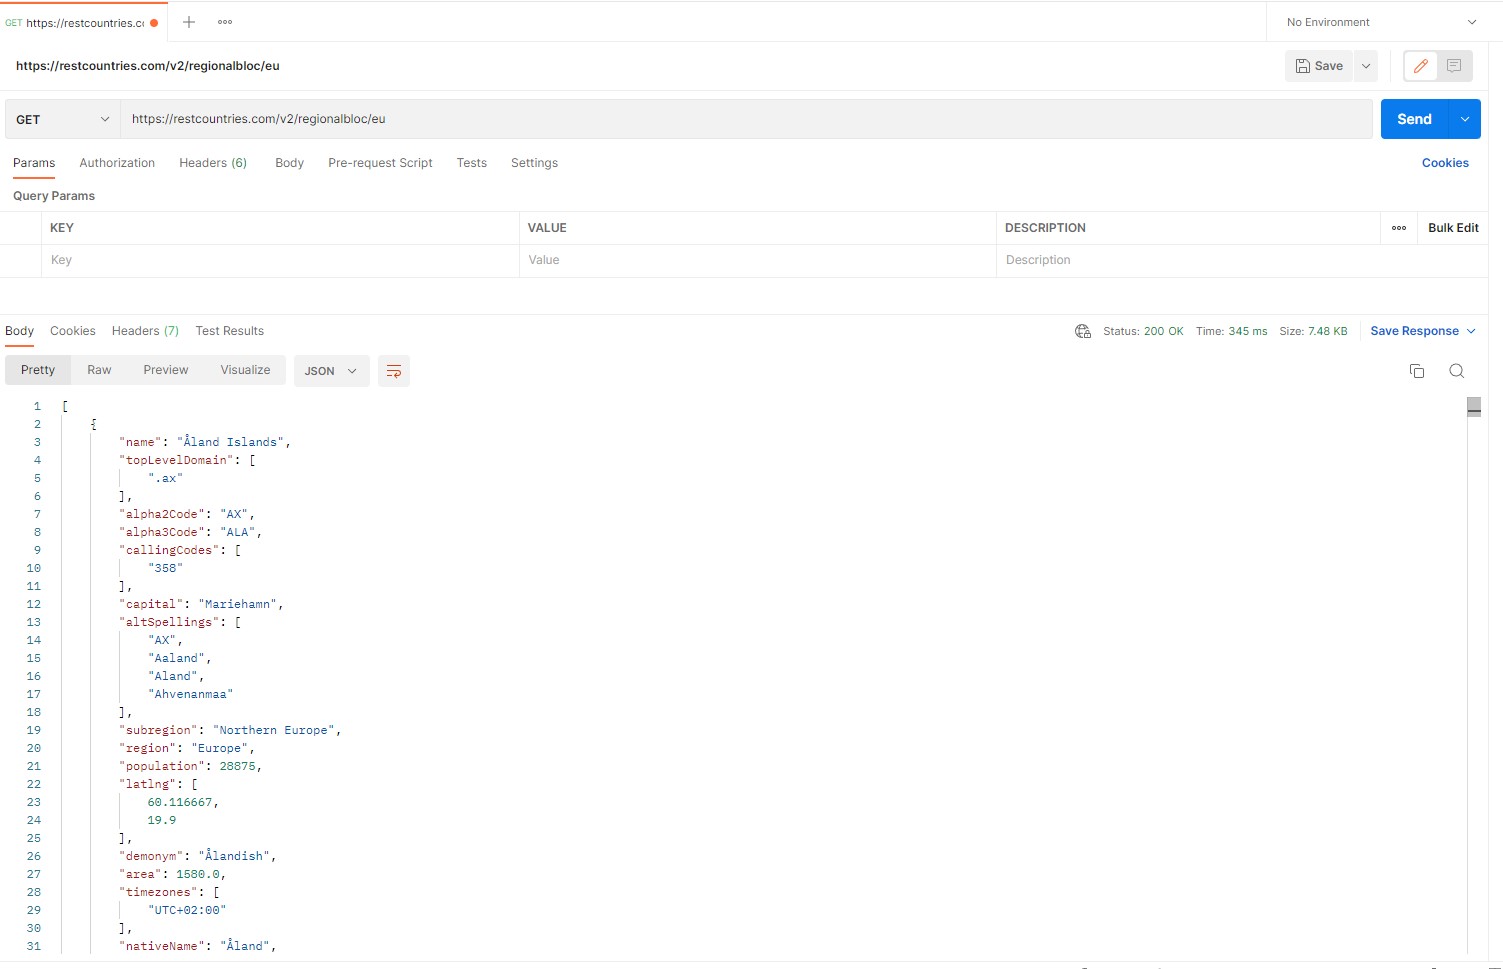 GET https://restcountries.cc
No Environment
https://restcountries.com/v2/regionalbloc/eu
Save
GET https://restcountries.com/v2/regionalbloc/eu Send
Params Authorization Headers (6) Body Pre-request Script Tests Settings Cookies
Query Params
KEY VALUE DESCRIPTION Bulk Edit
Key Value Description
Body Cookies Headers (7) Test Results Status: 200 OK Time: 345 ms Size: 7.48 KB Save Response
Pretty Raw Preview Visualize JSON
1 [
2 {
3 "name": "Åland Islands",
4 "topLevelDomain": [
5 ".ax"
6 ],
7 "alpha2Code": "AX",
8 "alpha3Code": "ALA",
9 "callingCodes": [
10 "358"
11 ],
12 "capital": "Mariehamn",
13 "altSpellings": [
14 "AX",
15 "Aaland",
16 "Aland",
17 "Ahvenanmaa"
18 ],
19 "subregion": "Northern Europe",
20 "region": "Europe",
21 "population": 28875,
22 "latlng": [
23 60.116667,
24 19.9
25 ],
26 "demonym": "Ålandish",
27 "area": 1580.0,
28 "timezones": [
29 "UTC+02:00"
30 ],
31 "nativeName": "Åland",